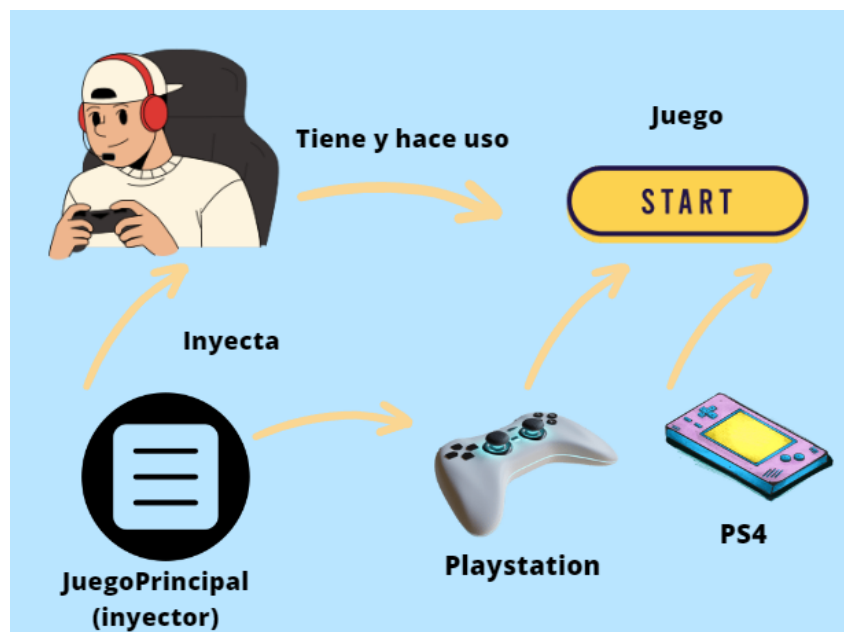 Tiene y hace uso
Juego
START
Inyecta
JuegoPrincipal
(inyector)
Playstation
PS4